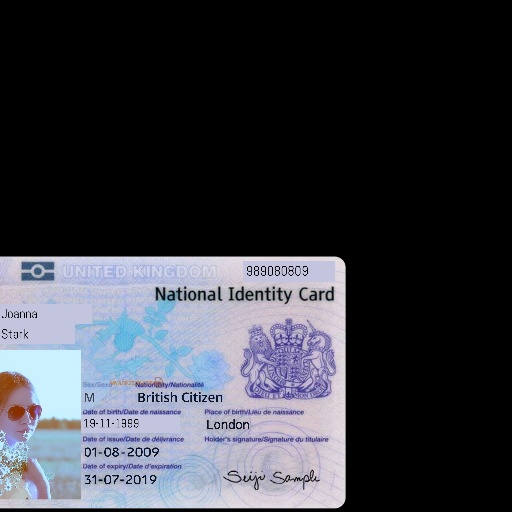 UNITED KINGDOM
989080809
National Identity Card
Joanna
Stark
Sex/Sexe
Nationality/Nationalité
M
British Citizen
Date of birth/Date de naissance
Place of birth/Lieu de naissance
19-11-1989
London
Date of issue/Date de délivrance
Holder's signature/Signature du titulaire
01-08-2009
Date of expiry/Date d'expiration
31-07-2019
Seiji Sample